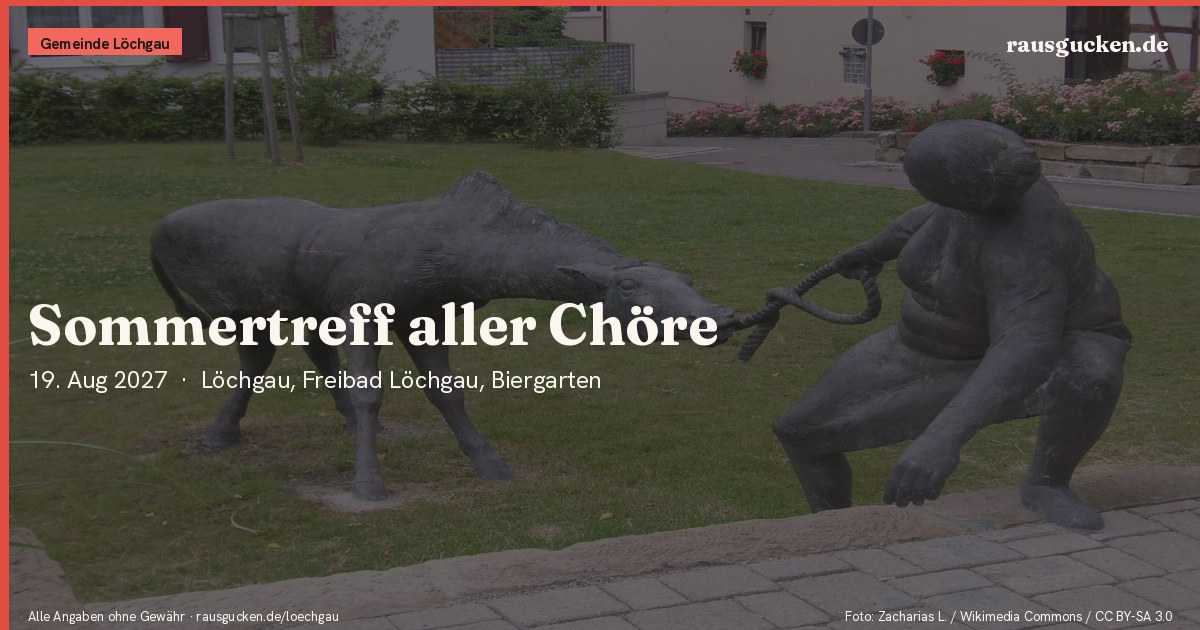 Gemeinde Löchgau
rausgucken.de
Sommertreff aller Chöre
19. Aug 2027 · Löchgau, Freibad Löchgau, Biergarten
Alle Angaben ohne Gewähr · rausgucken.de/loechgau
Foto: Zacharias L. / Wikimedia Commons / CC BY-SA 3.0